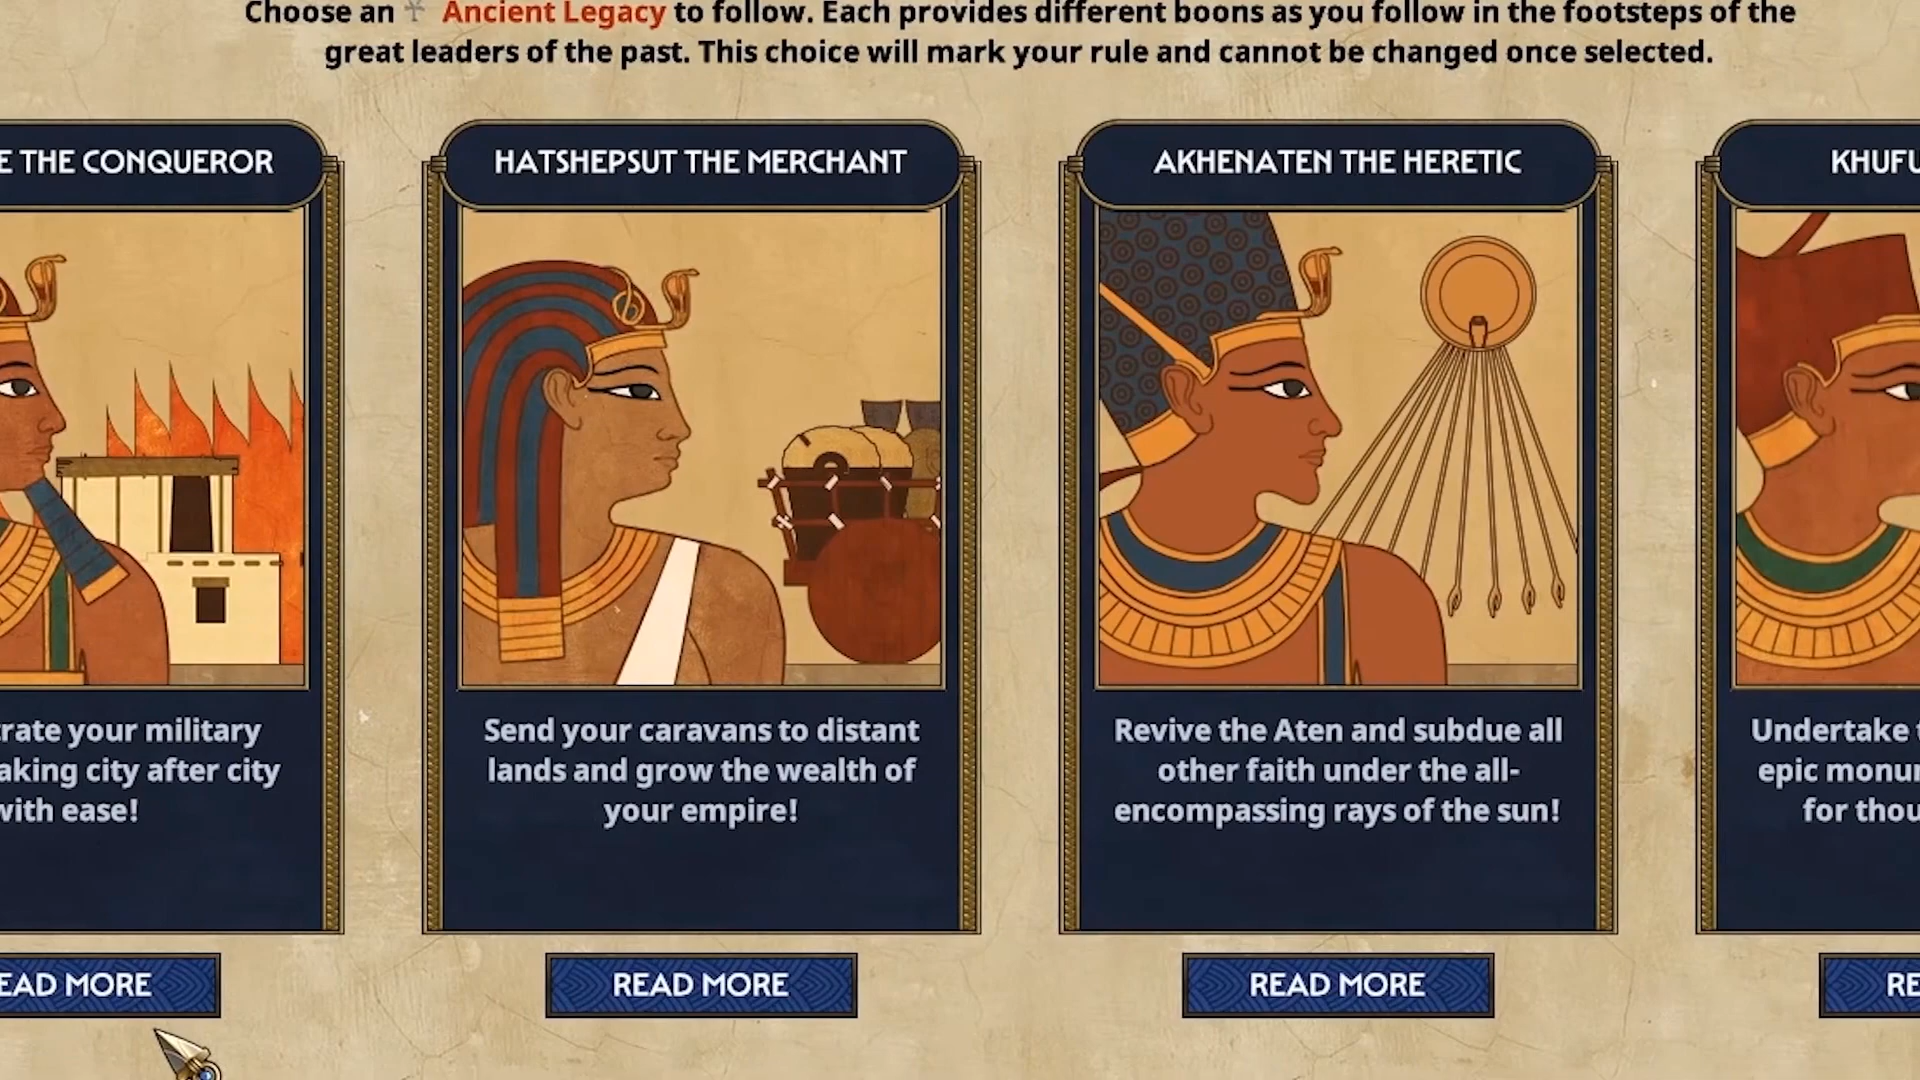 Choose an Ancient Legacy to follow. Each provides different boons as you follow in the footsteps of the
great leaders of the past. This choice will mark your rule and cannot be changed once selected.
E THE CONQUEROR
HATSHEPSUT THE MERCHANT
AKHENATEN THE HERETIC
KHUFU
rate your military
aking city after city
with ease!
Send your caravans to distant
lands and grow the wealth of
your empire!
Revive the Aten and subdue all
other faith under the all-
encompassing rays of the sun!
Undertake
epic monu
for thou
EAD MORE
READ MORE
READ MORE
RE